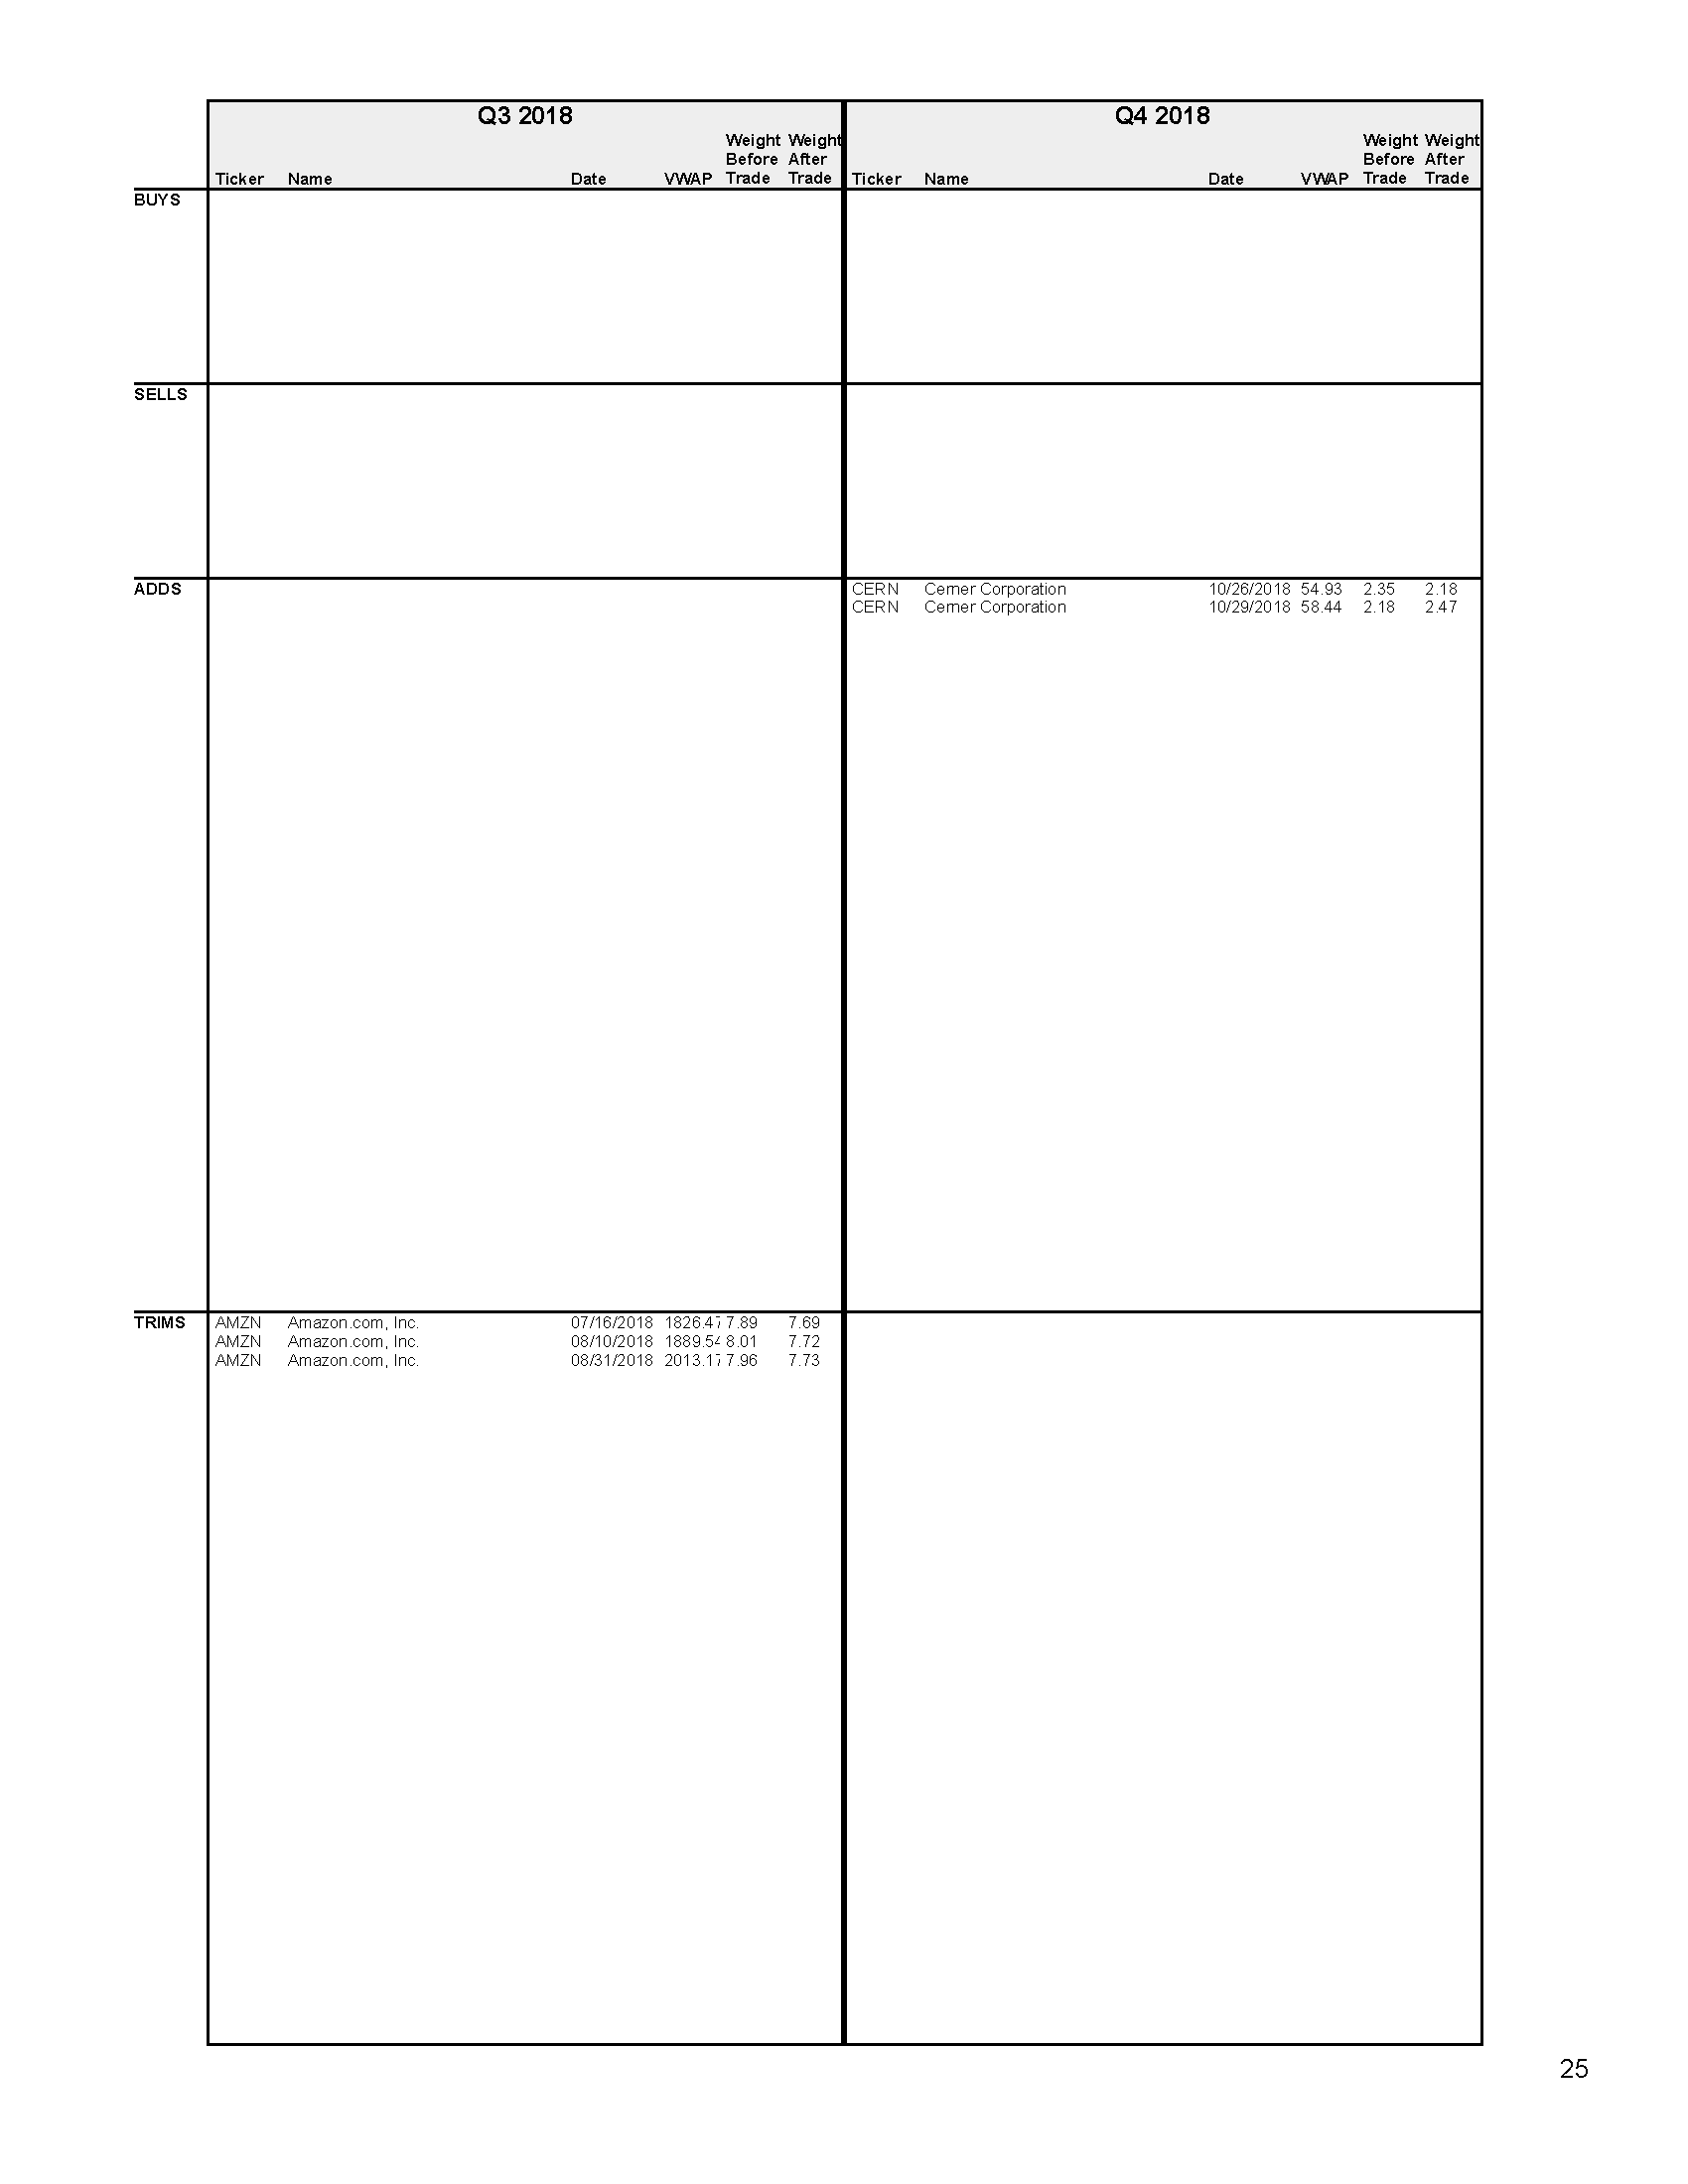 Q3 2018 Q4 2018
Weight Weight Weight Weight
Before After Before After
Ticker Name Date VWAP Trade Trade Ticker Name Date VWAP Trade Trade
BUYS
SELLS
ADDS CERN Cerner Corporation 10/26/2018 54.93 2.35 2.18
CERN Cerner Corporation 10/29/2018 58.44 2.18 2.47
TRIMS AMZN Amazon.com, Inc. 07/16/2018 1826.47 7.89 7.69
AMZN Amazon.com, Inc. 08/10/2018 1889.54 8.01 7.72
AMZN Amazon.com, Inc. 08/31/2018 2013.17 7.96 7.73
25